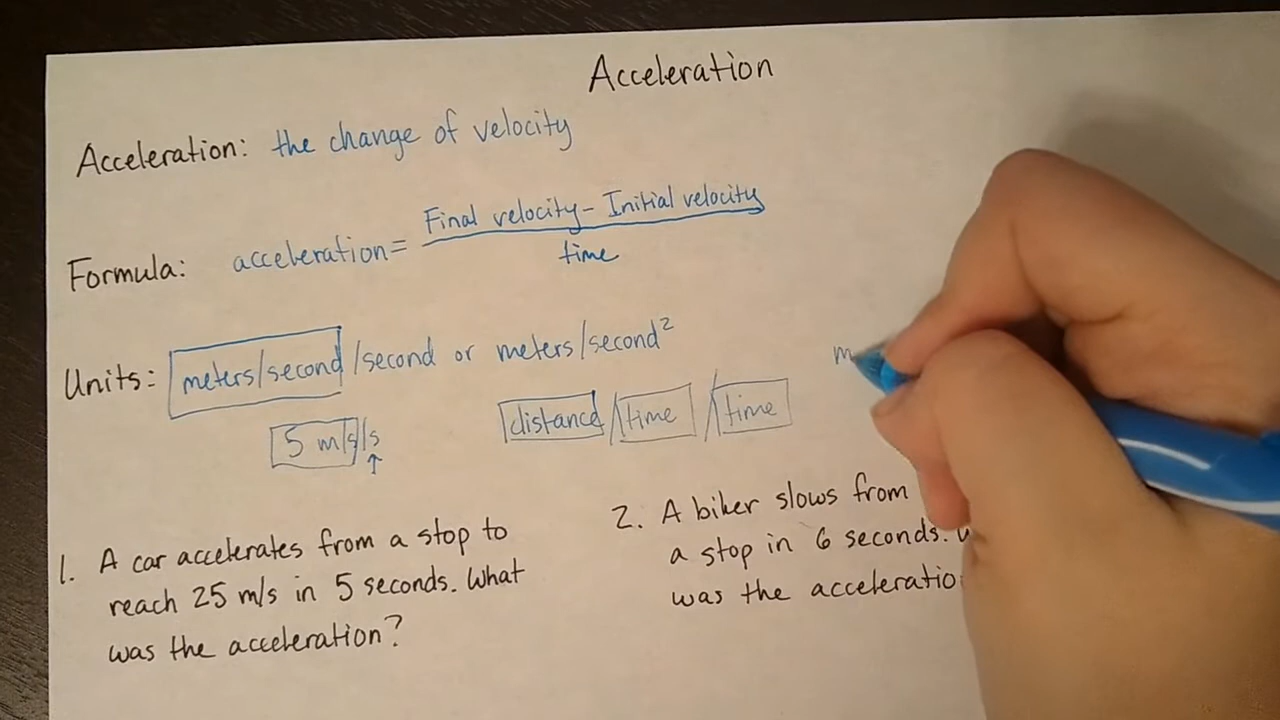 Acceleration
Acceleration: the change of velocity
Formula: acceleration = Final velocity - Initial velocity
time
Units: meters/second /second or meters/second²
5 m/s/s
↑
distance / time / time
m
1. A car accelerates from a stop to
reach 25 m/s in 5 seconds. What
was the acceleration?
2. A biker slows from
a stop in 6 seconds.
was the